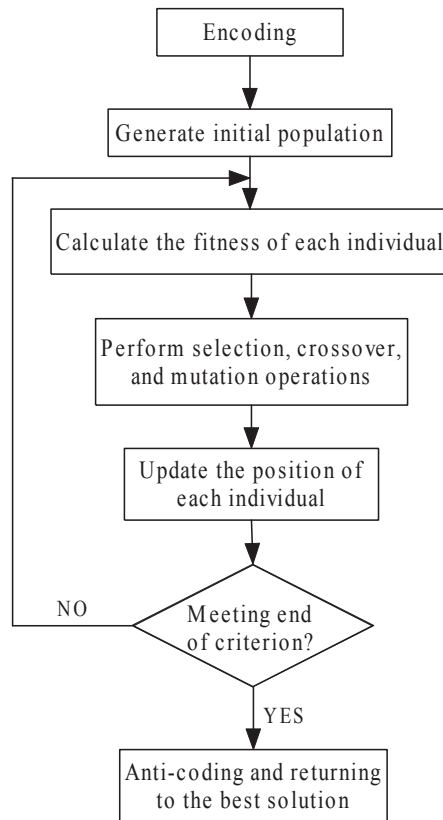 Encoding
Generate initial population
Calculate the fitness of each individual
Perform selection, crossover,
and mutation operations
Update the position of
each individual
NO
Meeting end
of criterion?
YES
Anti-coding and returning
to the best solution